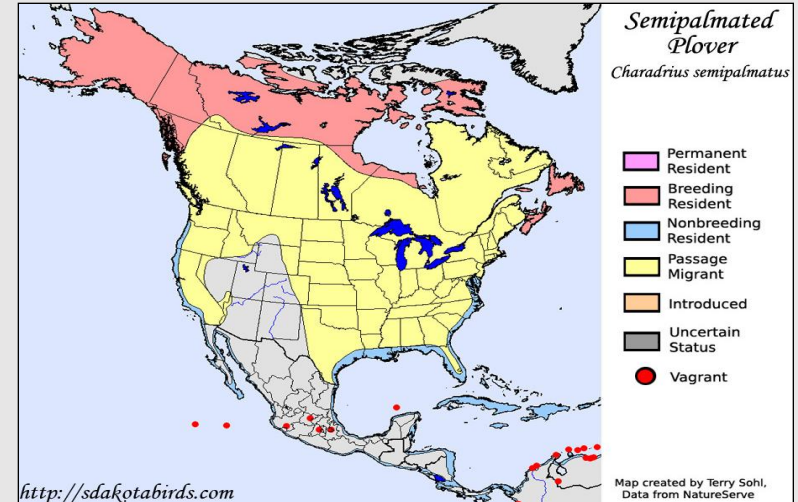 Semipalmated
Plover
Charadrius semipalmatus
Permanent
Resident
Breeding
Resident
Nonbreeding
Resident
Passage
Migrant
Introduced
Uncertain
Status
Vagrant
http://sdakotabirds.com
Map created by Terry Sohl,
Data from NatureServe